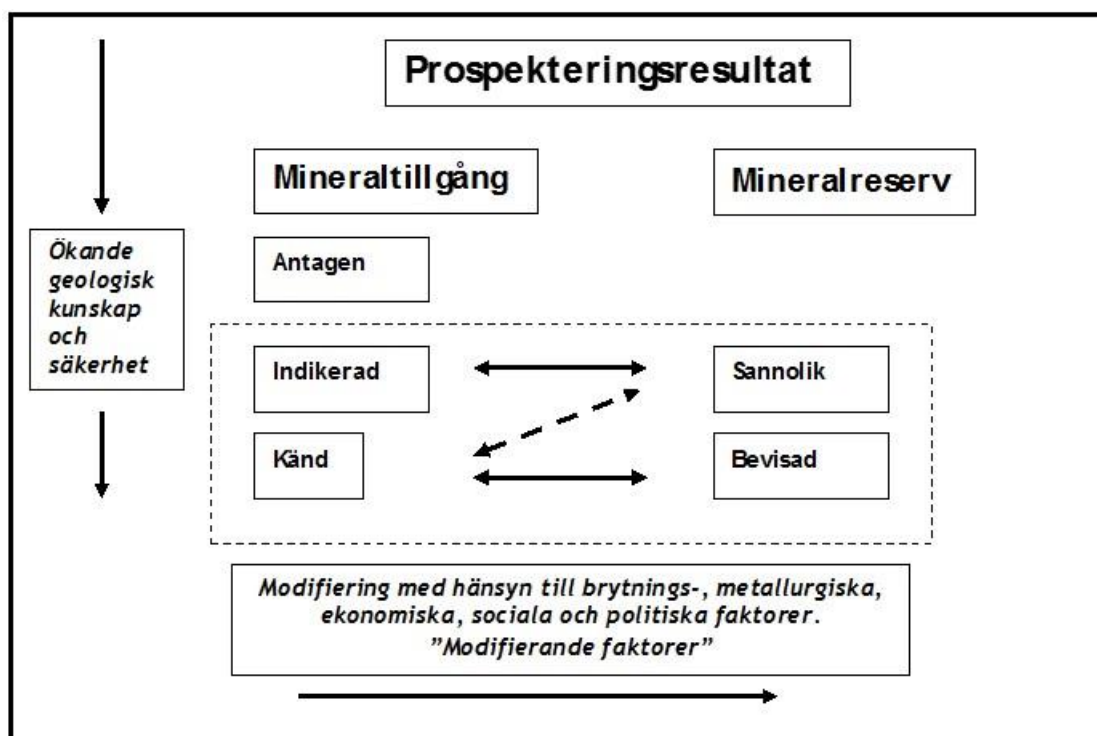 Prospekteringsresultat
Mineraltillgång
Mineralreserv
Ökande
geologisk
kunskap
och
säkerhet
Antagen
Indikerad
Sannolik
Känd
Bevisad
Modifiering med hänsyn till brytnings-, metallurgiska,
ekonomiska, sociala och politiska faktorer.
”Modifierande faktorer”